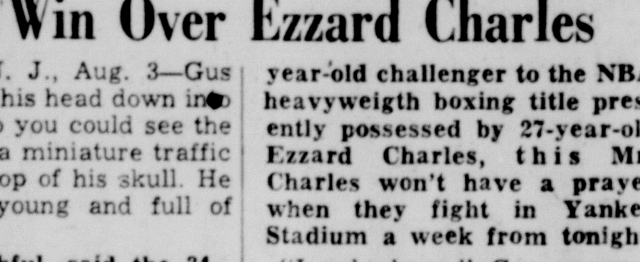 Win Over Ezzard Charles
J., Aug. 3—Gus
his head down into
you could see the
a miniature traffic
op of his skull. He
young and full of
year-old challenger to the NB
heavyweigth boxing title pres
ently possessed by 27-year-ol
Ezzard Charles, this Mr
Charles won't have a praye
when they fight in Yanke
Stadium a week from tonigh